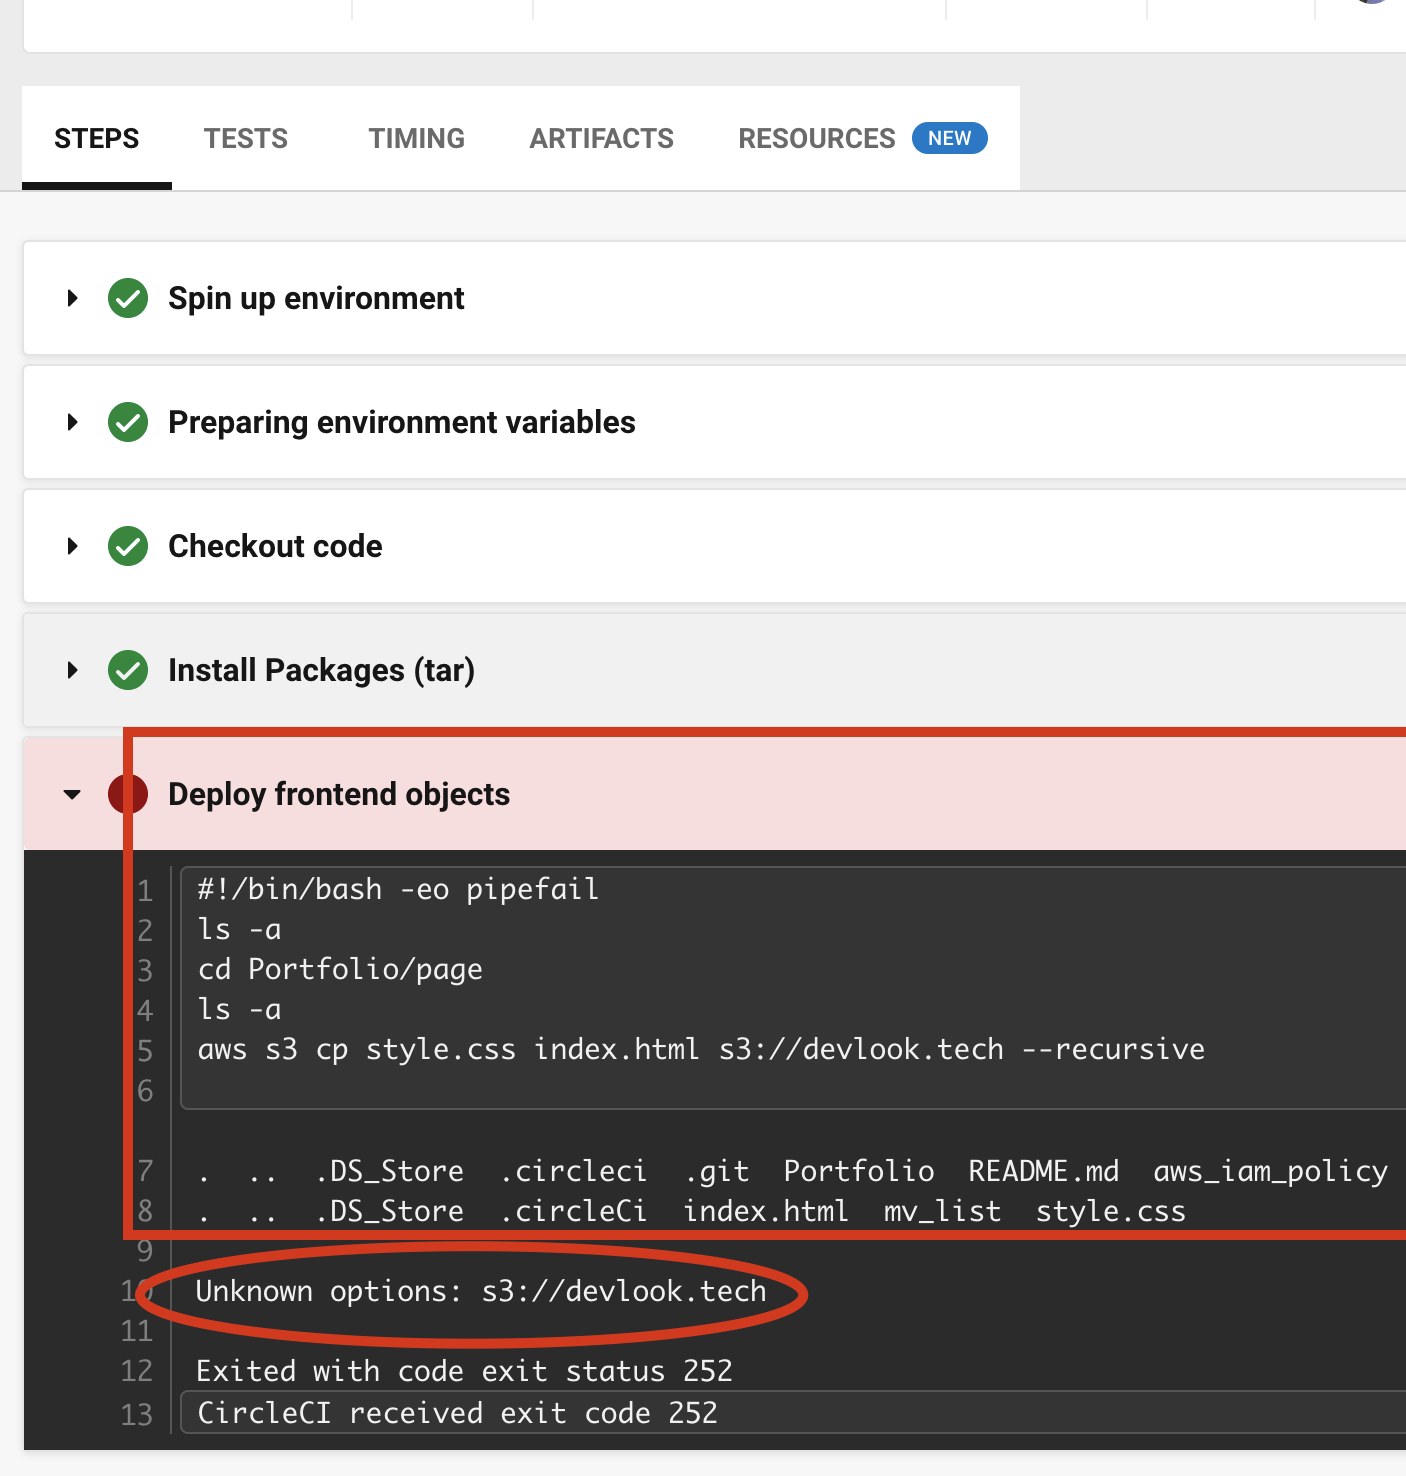 STEPS TESTS TIMING ARTIFACTS RESOURCES NEW
Spin up environment
Preparing environment variables
Checkout code
Install Packages (tar)
Deploy frontend objects
1 #!/bin/bash -eo pipefail
2 ls -a
3 cd Portfolio/page
4 ls -a
5 aws s3 cp style.css index.html s3://devlook.tech --recursive
6
7 . .. .DS_Store .circleci .git Portfolio README.md aws_iam_policy
8 . .. .DS_Store .circleCi index.html mv_list style.css
9
10 Unknown options: s3://devlook.tech
11
12 Exited with code exit status 252
13 CircleCI received exit code 252